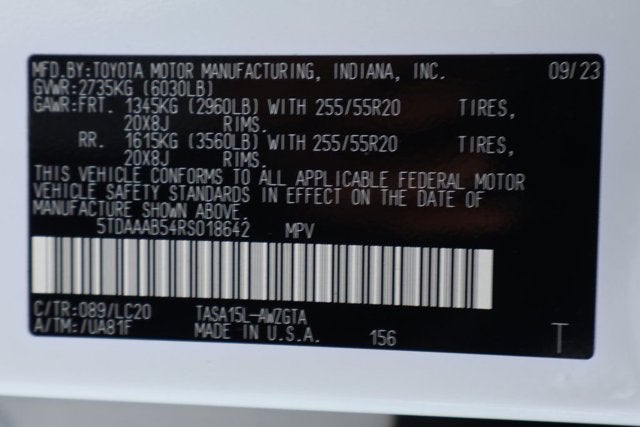 MFD.BY:TOYOTA MOTOR MANUFACTURING, INDIANA, INC. 09/23
GVWR:2735KG (6030LB)
GAWR:FRT. 1345KG (2960LB) WITH 255/55R20 TIRES,
20X8J RIMS.
RR. 1615KG (3560LB) WITH 255/55R20 TIRES,
20X8J RIMS.
THIS VEHICLE CONFORMS TO ALL APPLICABLE FEDERAL MOTOR
VEHICLE SAFETY STANDARDS IN EFFECT ON THE DATE OF
MANUFACTURE SHOWN ABOVE.
5TDAAAB54RS018642 MPV
C/TR:089/LC20 TASA15L-AWZGTA
A/TM:/UA81F MADE IN U.S.A. 156 T